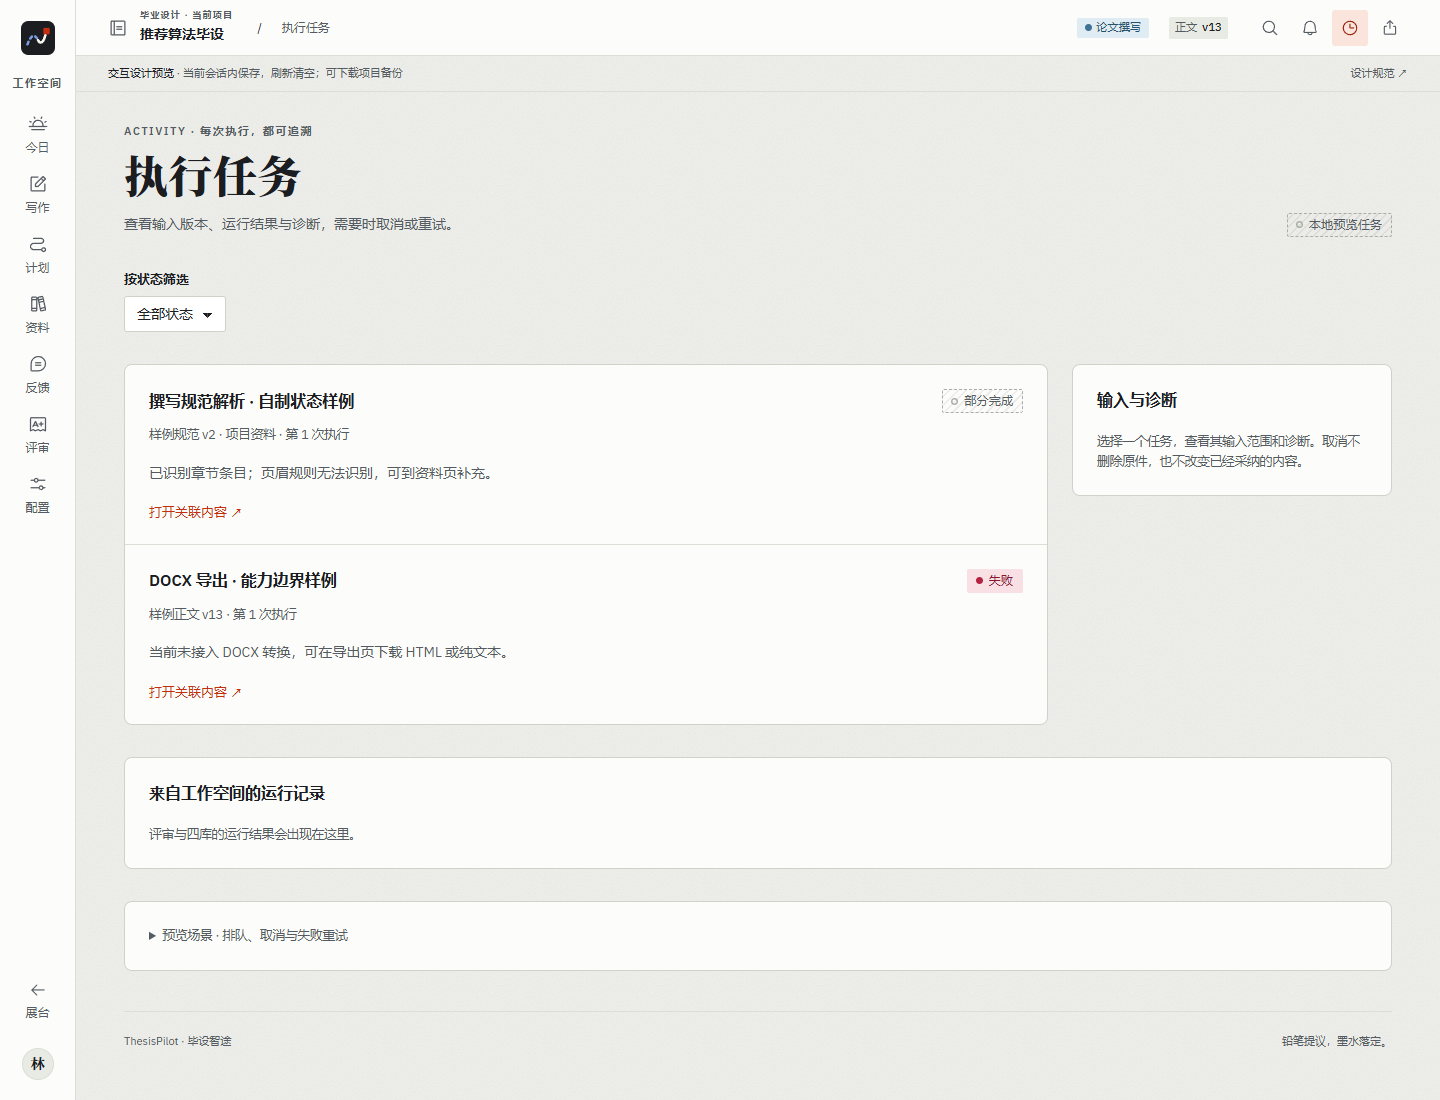 毕业设计 · 当前项目
推荐算法毕设
/
执行任务
论文撰写
正文 v13
工作空间
今日
写作
计划
资料
反馈
评审
配置
展台
林
交互设计预览 · 当前会话内保存，刷新清空；可下载项目备份
设计规范 ↗
ACTIVITY · 每次执行，都可追溯
执行任务
查看输入版本、运行结果与诊断，需要时取消或重试。
本地预览任务
按状态筛选
全部状态
撰写规范解析 · 自制状态样例
部分完成
样例规范 v2 · 项目资料 · 第 1 次执行
已识别章节条目；页眉规则无法识别，可到资料页补充。
打开关联内容 ↗
DOCX 导出 · 能力边界样例
失败
样例正文 v13 · 第 1 次执行
当前未接入 DOCX 转换，可在导出页下载 HTML 或纯文本。
打开关联内容 ↗
输入与诊断
选择一个任务，查看其输入范围和诊断。取消不
删除原件，也不改变已经采纳的内容。
来自工作空间的运行记录
评审与四库的运行结果会出现在这里。
预览场景 · 排队、取消与失败重试
ThesisPilot · 毕设智途
铅笔提议，墨水落定。